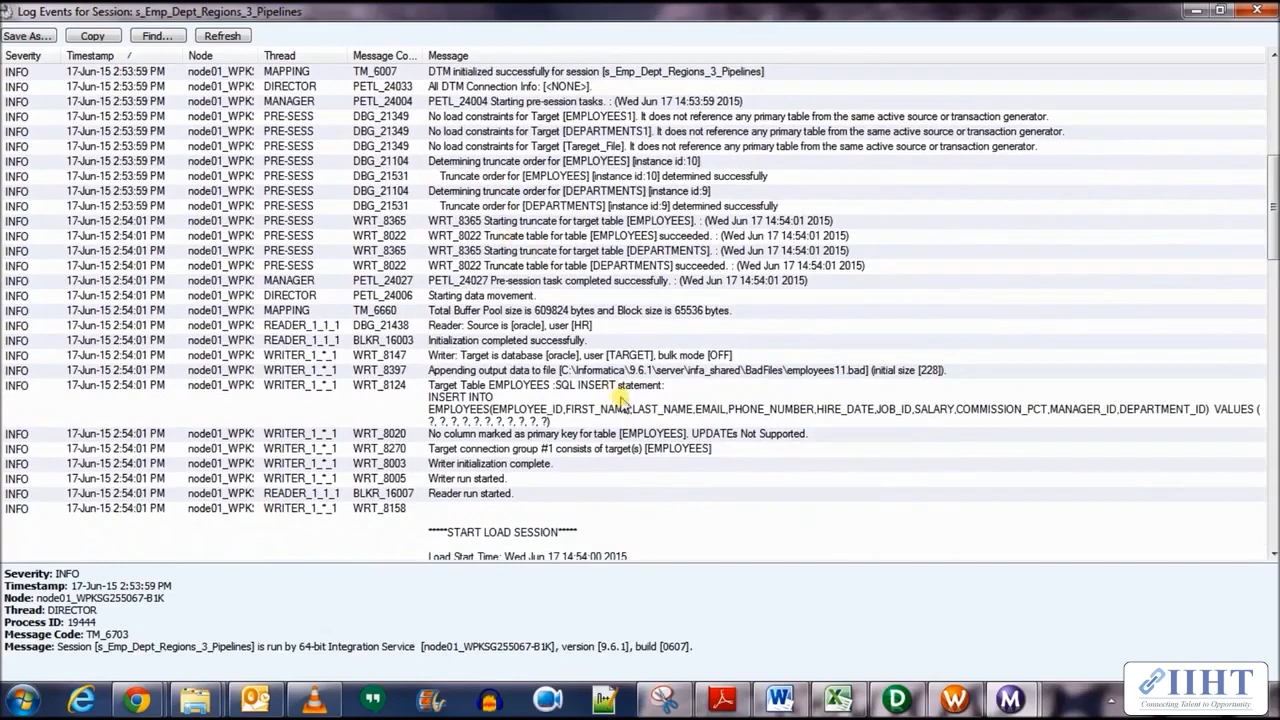 Log Events for Session: s_Emp_Dept_Regions_3_Pipelines
Save As... Copy Find... Refresh
Severity Timestamp / Node Thread Message Co... Message
INFO 17-Jun-15 2:53:59 PM node01_WPK: MAPPING TM_6007 DTM initialized successfully for session [s_Emp_Dept_Regions_3_Pipelines]
INFO 17-Jun-15 2:53:59 PM node01_WPK: DIRECTOR PETL_24033 All DTM Connection Info: [<NONE>].
INFO 17-Jun-15 2:53:59 PM node01_WPK: MANAGER PETL_24004 PETL_24004 Starting pre-session tasks. : (Wed Jun 17 14:53:59 2015)
INFO 17-Jun-15 2:53:59 PM node01_WPK: PRE-SESS DBG_21349 No load constraints for Target [EMPLOYEES1]. It does not reference any primary table from the same active source or transaction generator.
INFO 17-Jun-15 2:53:59 PM node01_WPK: PRE-SESS DBG_21349 No load constraints for Target [DEPARTMENTS1]. It does not reference any primary table from the same active source or transaction generator.
INFO 17-Jun-15 2:53:59 PM node01_WPK: PRE-SESS DBG_21349 No load constraints for Target [Tareget_File]. It does not reference any primary table from the same active source or transaction generator.
INFO 17-Jun-15 2:53:59 PM node01_WPK: PRE-SESS DBG_21104 Determining truncate order for [EMPLOYEES] [instance id:10]
INFO 17-Jun-15 2:53:59 PM node01_WPK: PRE-SESS DBG_21531 Truncate order for [EMPLOYEES] [instance id:10] determined successfully
INFO 17-Jun-15 2:53:59 PM node01_WPK: PRE-SESS DBG_21104 Determining truncate order for [DEPARTMENTS] [instance id:9]
INFO 17-Jun-15 2:53:59 PM node01_WPK: PRE-SESS DBG_21531 Truncate order for [DEPARTMENTS] [instance id:9] determined successfully
INFO 17-Jun-15 2:54:01 PM node01_WPK: PRE-SESS WRT_8365 WRT_8365 Starting truncate for target table [EMPLOYEES]. : (Wed Jun 17 14:54:01 2015)
INFO 17-Jun-15 2:54:01 PM node01_WPK: PRE-SESS WRT_8022 WRT_8022 Truncate table for table [EMPLOYEES] succeeded. : (Wed Jun 17 14:54:01 2015)
INFO 17-Jun-15 2:54:01 PM node01_WPK: PRE-SESS WRT_8365 WRT_8365 Starting truncate for target table [DEPARTMENTS]. : (Wed Jun 17 14:54:01 2015)
INFO 17-Jun-15 2:54:01 PM node01_WPK: PRE-SESS WRT_8022 WRT_8022 Truncate table for table [DEPARTMENTS] succeeded. : (Wed Jun 17 14:54:01 2015)
INFO 17-Jun-15 2:54:01 PM node01_WPK: MANAGER PETL_24027 PETL_24027 Pre-session task completed successfully. : (Wed Jun 17 14:54:01 2015)
INFO 17-Jun-15 2:54:01 PM node01_WPK: DIRECTOR PETL_24006 Starting data movement.
INFO 17-Jun-15 2:54:01 PM node01_WPK: MAPPING TM_6660 Total Buffer Pool size is 609824 bytes and Block size is 65536 bytes.
INFO 17-Jun-15 2:54:01 PM node01_WPK: READER_1_1_1 DBG_21438 Reader: Source is [oracle], user [HR]
INFO 17-Jun-15 2:54:01 PM node01_WPK: READER_1_1_1 BLKR_16003 Initialization completed successfully.
INFO 17-Jun-15 2:54:01 PM node01_WPK: WRITER_1_*_1 WRT_8147 Writer: Target is database [oracle], user [TARGET], bulk mode [OFF]
INFO 17-Jun-15 2:54:01 PM node01_WPK: WRITER_1_*_1 WRT_8397 Appending output data to file [C:\Informatica\9.6.1\server\infa_shared\BadFiles\employees11.bad] (initial size [228]).
INFO 17-Jun-15 2:54:01 PM node01_WPK: WRITER_1_*_1 WRT_8124 Target Table EMPLOYEES :SQL INSERT statement:
INSERT INTO
EMPLOYEES(EMPLOYEE_ID,FIRST_NAME,LAST_NAME,EMAIL,PHONE_NUMBER,HIRE_DATE,JOB_ID,SALARY,COMMISSION_PCT,MANAGER_ID,DEPARTMENT_ID) VALUES (
?, ?, ?, ?, ?, ?, ?, ?, ?, ?, ?)
INFO 17-Jun-15 2:54:01 PM node01_WPK: WRITER_1_*_1 WRT_8020 No column marked as primary key for table [EMPLOYEES]. UPDATEs Not Supported.
INFO 17-Jun-15 2:54:01 PM node01_WPK: WRITER_1_*_1 WRT_8270 Target connection group #1 consists of target(s) [EMPLOYEES]
INFO 17-Jun-15 2:54:01 PM node01_WPK: WRITER_1_*_1 WRT_8003 Writer initialization complete.
INFO 17-Jun-15 2:54:01 PM node01_WPK: WRITER_1_*_1 WRT_8005 Writer run started.
INFO 17-Jun-15 2:54:01 PM node01_WPK: READER_1_1_1 BLKR_16007 Reader run started.
INFO 17-Jun-15 2:54:01 PM node01_WPK: WRITER_1_*_1 WRT_8158
*****START LOAD SESSION*****
Load Start Time: Wed Jun 17 14:54:00 2015
Severity: INFO
Timestamp: 17-Jun-15 2:53:59 PM
Node: node01_WPKSG255067-B1K
Thread: DIRECTOR
Process ID: 19444
Message Code: TM_6703
Message: Session [s_Emp_Dept_Regions_3_Pipelines] is run by 64-bit Integration Service [node01_WPKSG255067-B1K], version [9.6.1], build [0607].
IIHT
Connecting Talent to Opportunity